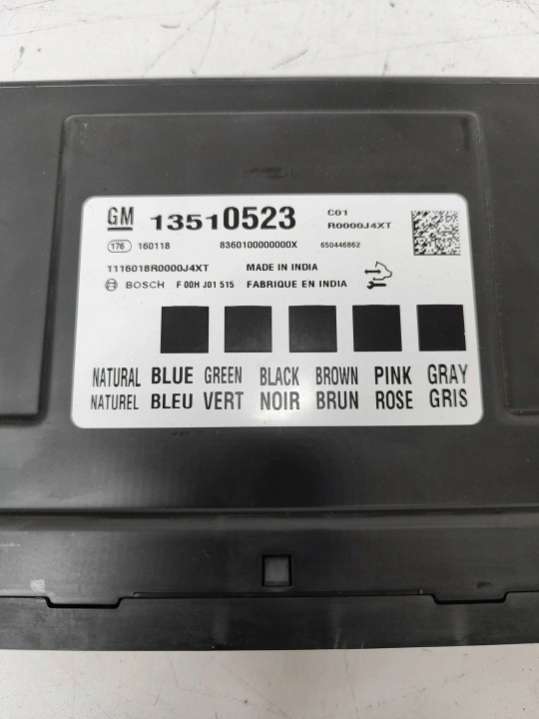 GM 13510523 C01
R0000J4XT
176 160118 8360100000000X 650446862
1116018R0000J4XT MADE IN INDIA
BOSCH F 00H J01 515 FABRIQUE EN INDIA
NATURAL BLUE GREEN BLACK BROWN PINK GRAY
NATUREL BLEU VERT NOIR BRUN ROSE GRIS